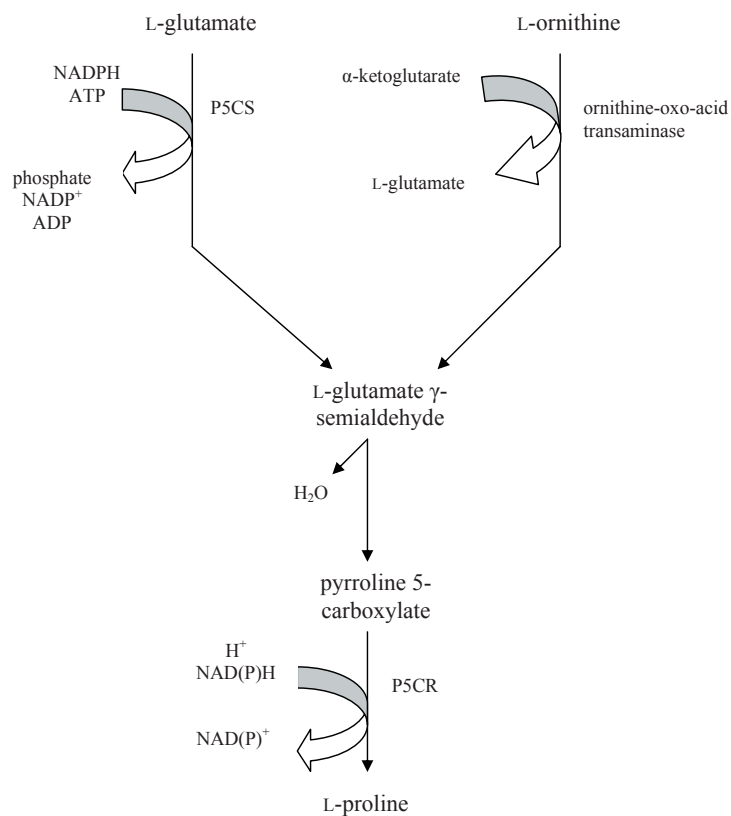 L-glutamate
L-ornithine
NADPH
ATP
P5CS
phosphate
NADP⁺
ADP
α-ketoglutarate
ornithine-oxo-acid
transaminase
L-glutamate
L-glutamate γ-
semialdehyde
H₂O
pyrroline 5-
carboxylate
H⁺
NAD(P)H
P5CR
NAD(P)⁺
L-proline